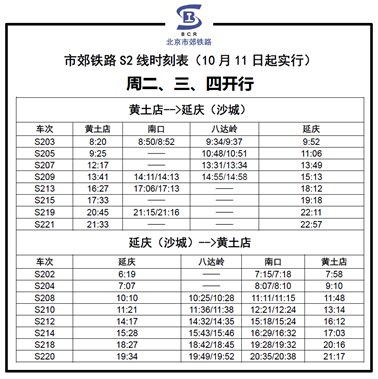 BCR
北京市郊铁路
市郊铁路 S2 线时刻表（10 月 11 日起实行）
周二、三、四开行
黄土店-->延庆（沙城）
车次 黄土店 南口 八达岭 延庆
S203 8:20 8:50/8:52 9:34/9:37 9:52
S205 9:25 —— 10:48/10:51 11:06
S207 12:17 —— 13:31/13:34 13:49
S209 13:41 14:11/14:13 14:55/14:58 15:13
S213 16:27 17:06/17:13 —— 18:12
S215 17:33 —— —— 19:18
S219 20:45 21:15/21:16 —— 22:11
S221 21:33 —— —— 22:57
延庆（沙城）-->黄土店
车次 延庆 八达岭 南口 黄土店
S202 6:19 —— 7:15/7:18 7:58
S204 7:07 —— 8:07/8:10 9:10
S208 10:10 10:25/10:28 11:11/11:15 11:48
S210 11:21 11:36/11:38 12:21/12:24 13:14
S212 14:17 14:32/14:35 15:18/15:24 16:12
S214 15:28 15:43/15:46 16:29/16:32 17:03
S218 18:27 18:42/18:45 19:28/19:32 20:16
S220 19:34 19:49/19:52 20:35/20:38 21:17